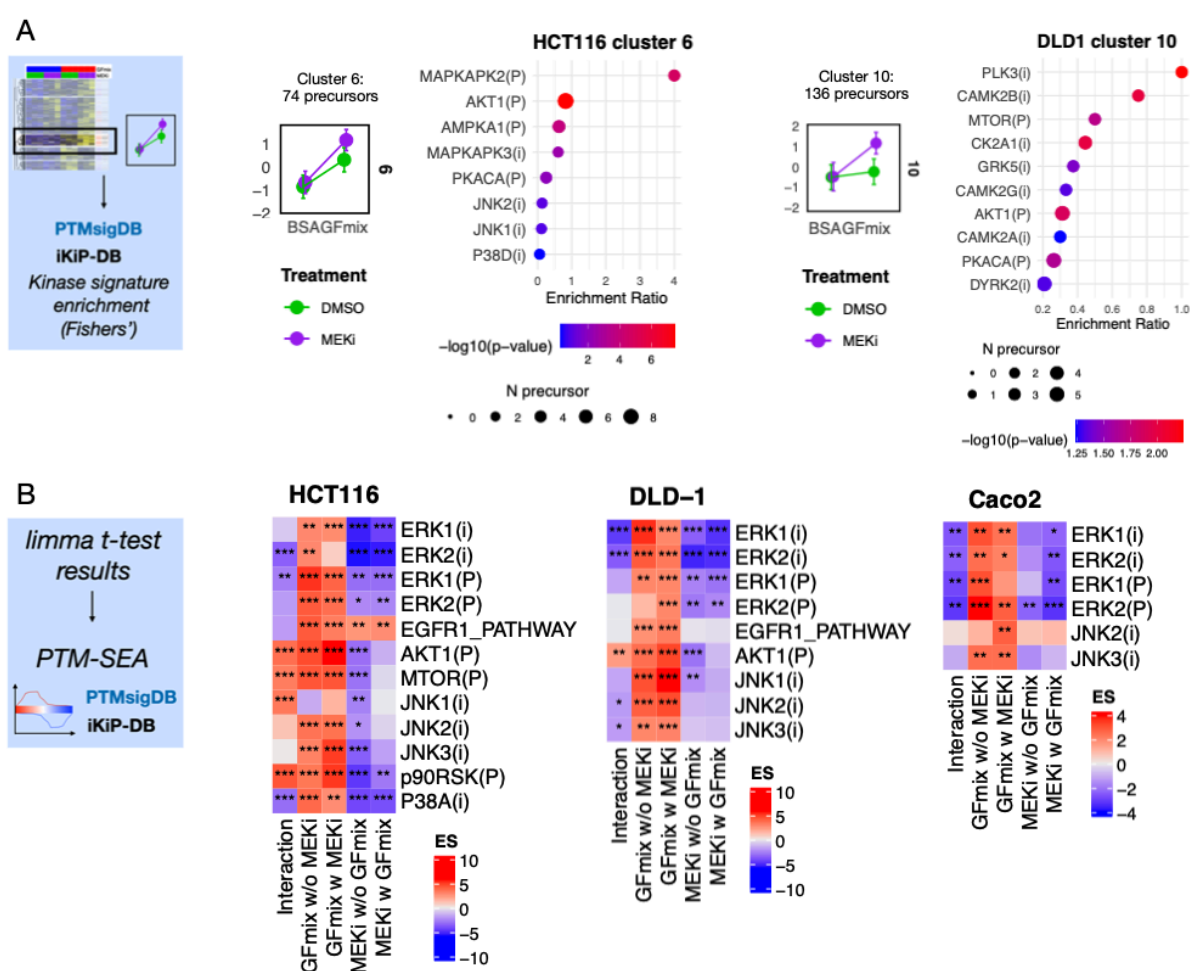 A
PTMsigDB
iKiP-DB
Kinase signature
enrichment
(Fishers')
Cluster 6:
74 precursors
1
0
−1
−2
6
BSAGFmix
Treatment
DMSO
MEKi
HCT116 cluster 6
MAPKAPK2(P)
AKT1(P)
AMPKA1(P)
MAPKAPK3(i)
PKACA(P)
JNK2(i)
JNK1(i)
P38D(i)
0 1 2 3 4
Enrichment Ratio
−log10(p−value)
2 4 6
N precursor
0 2 4 6 8
Cluster 10:
136 precursors
2
1
0
−1
−2
10
BSAGFmix
Treatment
DMSO
MEKi
DLD1 cluster 10
PLK3(i)
CAMK2B(i)
MTOR(P)
CK2A1(i)
GRK5(i)
CAMK2G(i)
AKT1(P)
CAMK2A(i)
PKACA(P)
DYRK2(i)
0.2 0.4 0.6 0.8 1.0
Enrichment Ratio
N precursor
0 2 4
1 3 5
−log10(p−value)
1.25 1.50 1.75 2.00
B
limma t-test
results
PTM-SEA
PTMsigDB
iKiP-DB
HCT116
** *** *** *** ERK1(i)
*** ** *** *** ERK2(i)
** *** *** ** *** ERK1(P)
*** *** * ** ERK2(P)
*** *** ** ** EGFR1_PATHWAY
*** *** *** *** AKT1(P)
*** *** *** *** MTOR(P)
*** ** JNK1(i)
*** *** * JNK2(i)
*** *** *** JNK3(i)
*** *** *** *** ** p90RSK(P)
*** *** ** *** *** P38A(i)
Interaction
GFmix w/o MEKi
GFmix w MEKi
MEKi w/o GFmix
MEKi w GFmix
ES
10
5
0
−5
−10
DLD−1
*** *** *** *** *** ERK1(i)
*** *** *** *** *** ERK2(i)
** *** ** *** ERK1(P)
*** ** ** ERK2(P)
*** *** EGFR1_PATHWAY
** *** *** *** AKT1(P)
*** *** ** JNK1(i)
* *** *** JNK2(i)
* ** *** JNK3(i)
Interaction
GFmix w/o MEKi
GFmix w MEKi
MEKi w/o GFmix
MEKi w GFmix
ES
10
5
0
−5
−10
Caco2
** ** ** * ERK1(i)
** ** * ** ERK2(i)
** *** ** ERK1(P)
** *** ** ** *** ERK2(P)
** JNK2(i)
** ** JNK3(i)
Interaction
GFmix w/o MEKi
GFmix w MEKi
MEKi w/o GFmix
MEKi w GFmix
ES
4
2
0
−2
−4